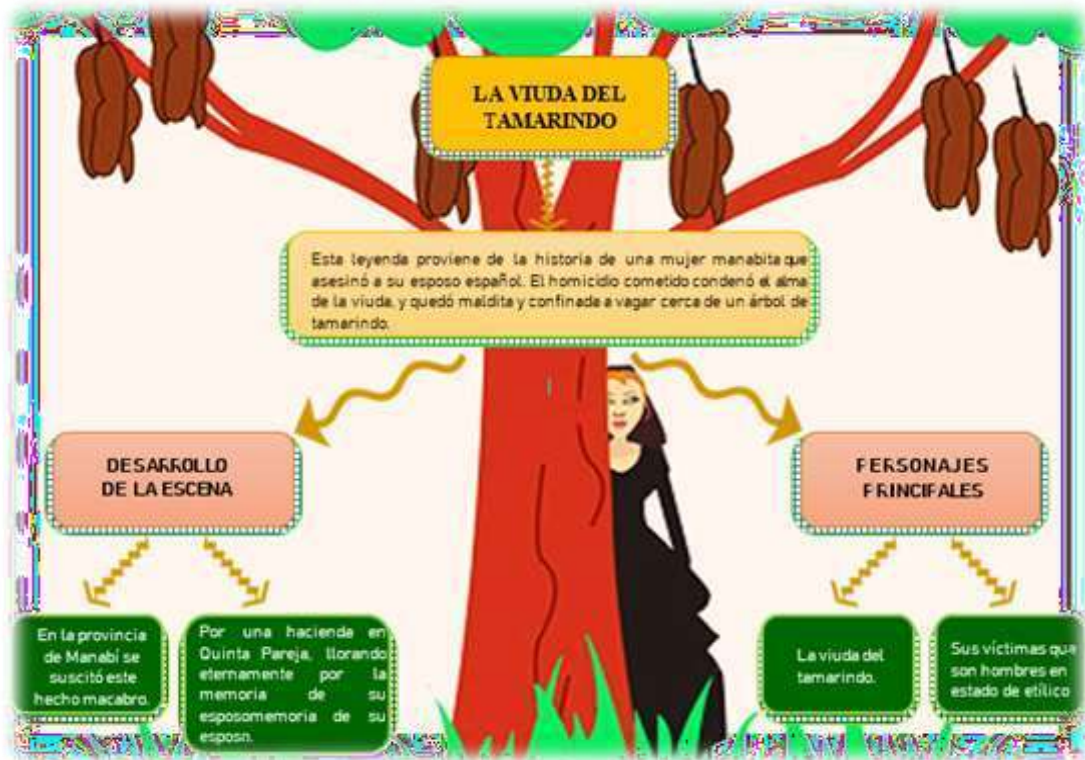 LA VIUDA DEL
TAMARINDO
Esta leyenda proviene de la historia de una mujer manabita que
asesinó a su esposo español. El homicidio cometido condenó el alma
de la viuda, y quedó maldita y confinada a vagar cerca de un árbol de
tamarindo.
DESARROLLO
DE LA ESCENA
PERSONAJES
PRINCIPALES
En la provincia
de Manabí se
suscitó este
hecho macabro.
Por una hacienda en
Quinta Pareja, llorando
eternamente por la
memoria de su
esposomemoria de su
esposo.
La viuda del
tamarindo.
Sus víctimas que
son hombres en
estado de etílico